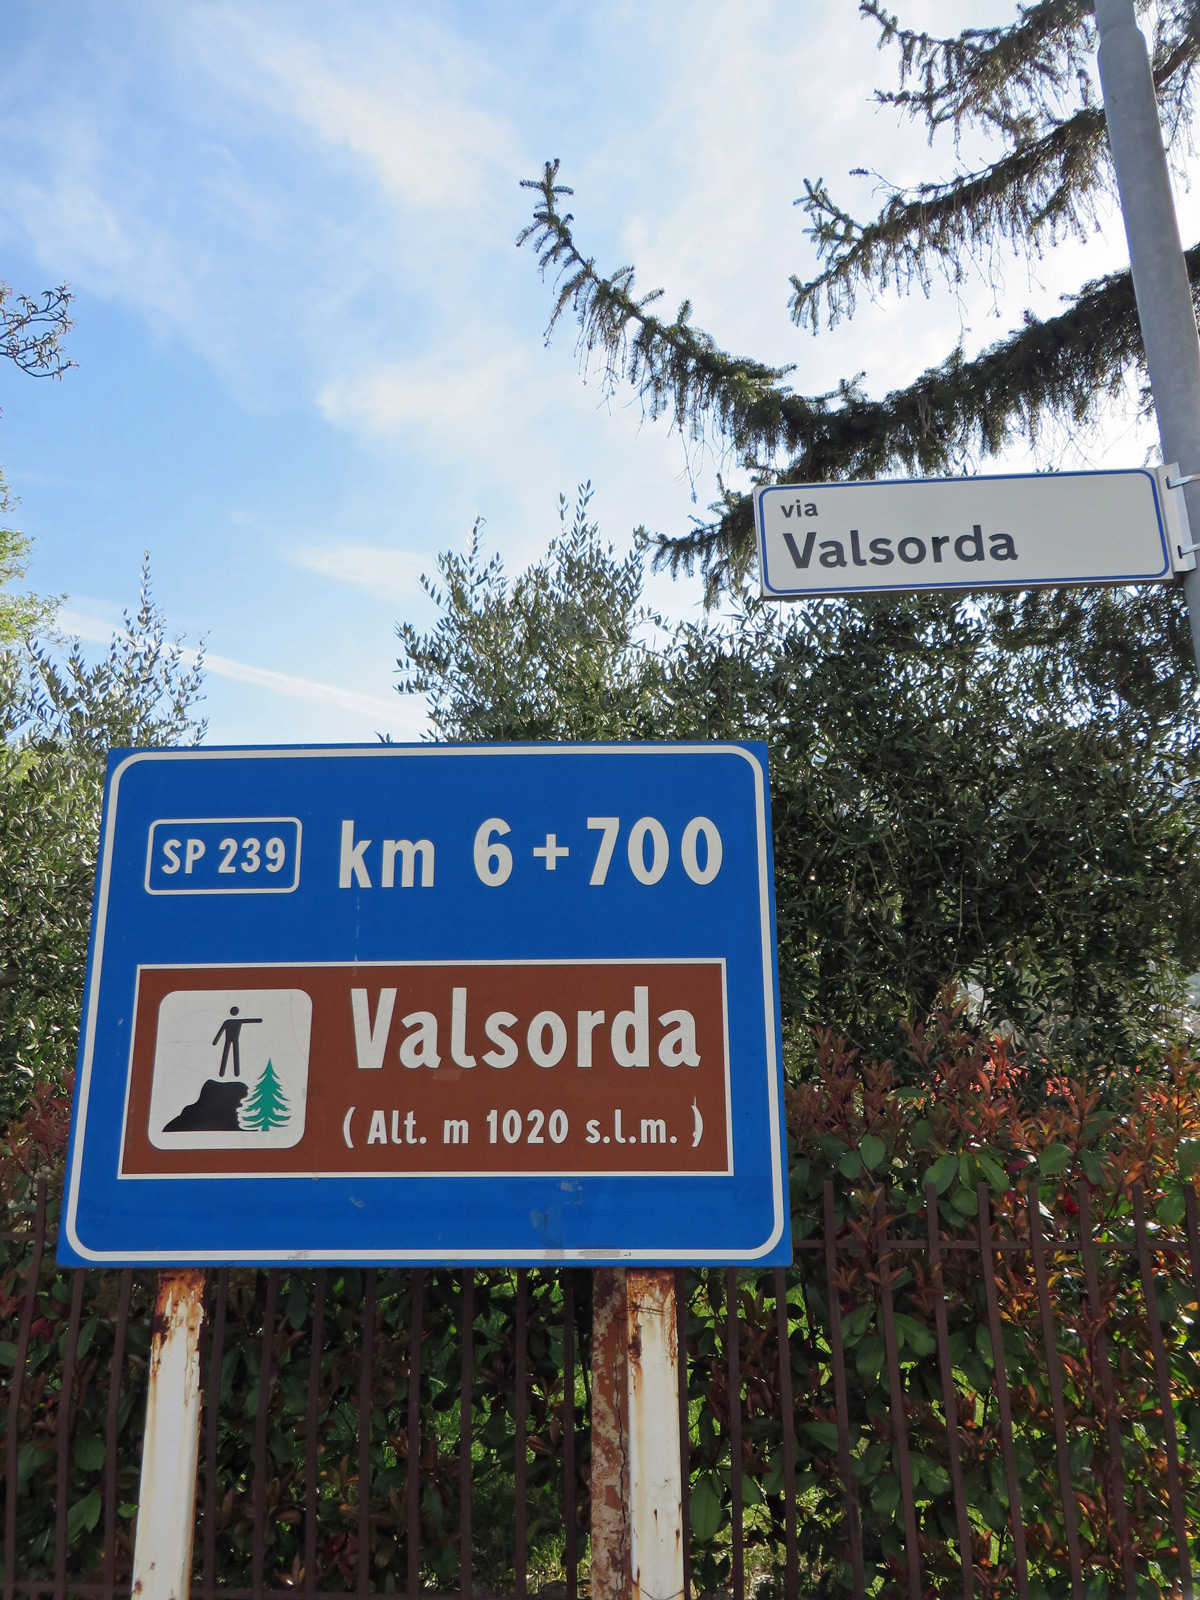 via
Valsorda
SP 239 km 6+700
Valsorda
(Alt. m 1020 s.l.m.)